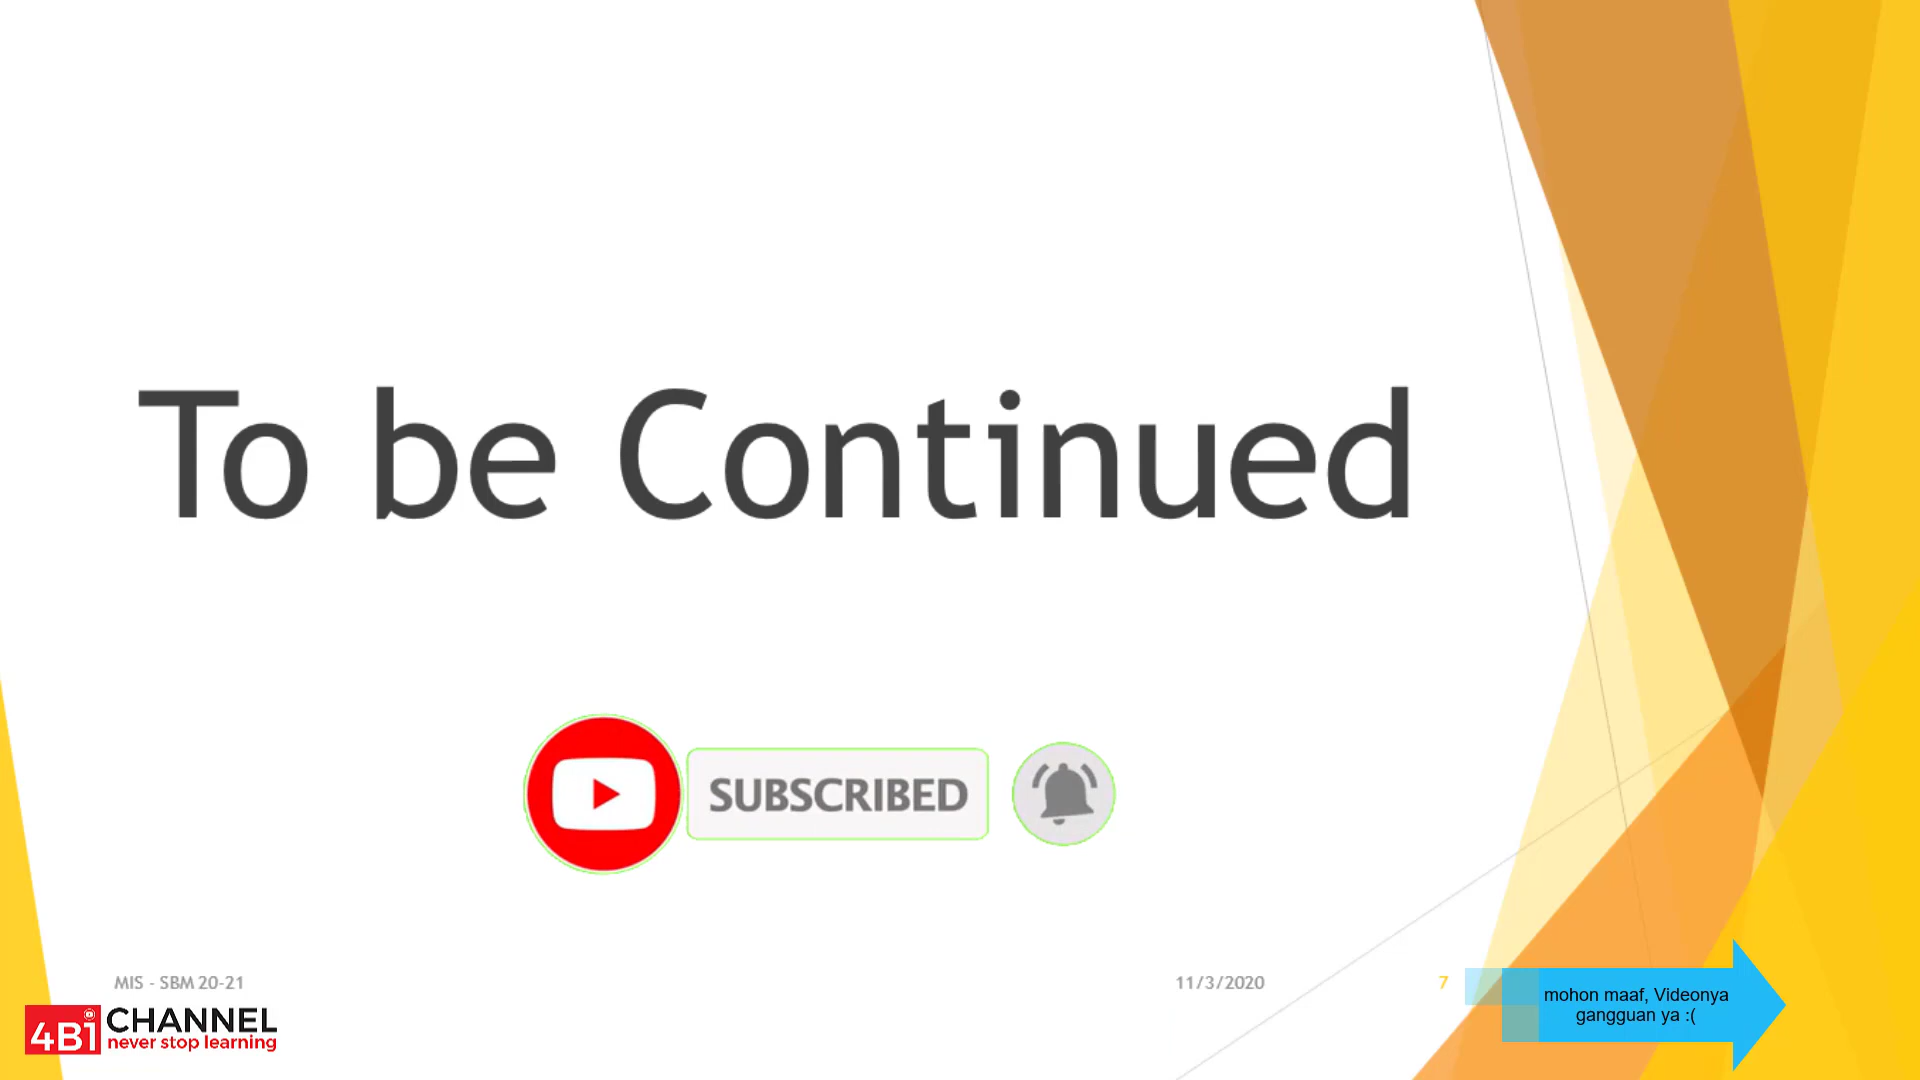 To be Continued
SUBSCRIBED
MIS - SBM 20-21
11/3/2020
7
mohon maaf, Videonya
gangguan ya :(
4Bi CHANNEL
never stop learning